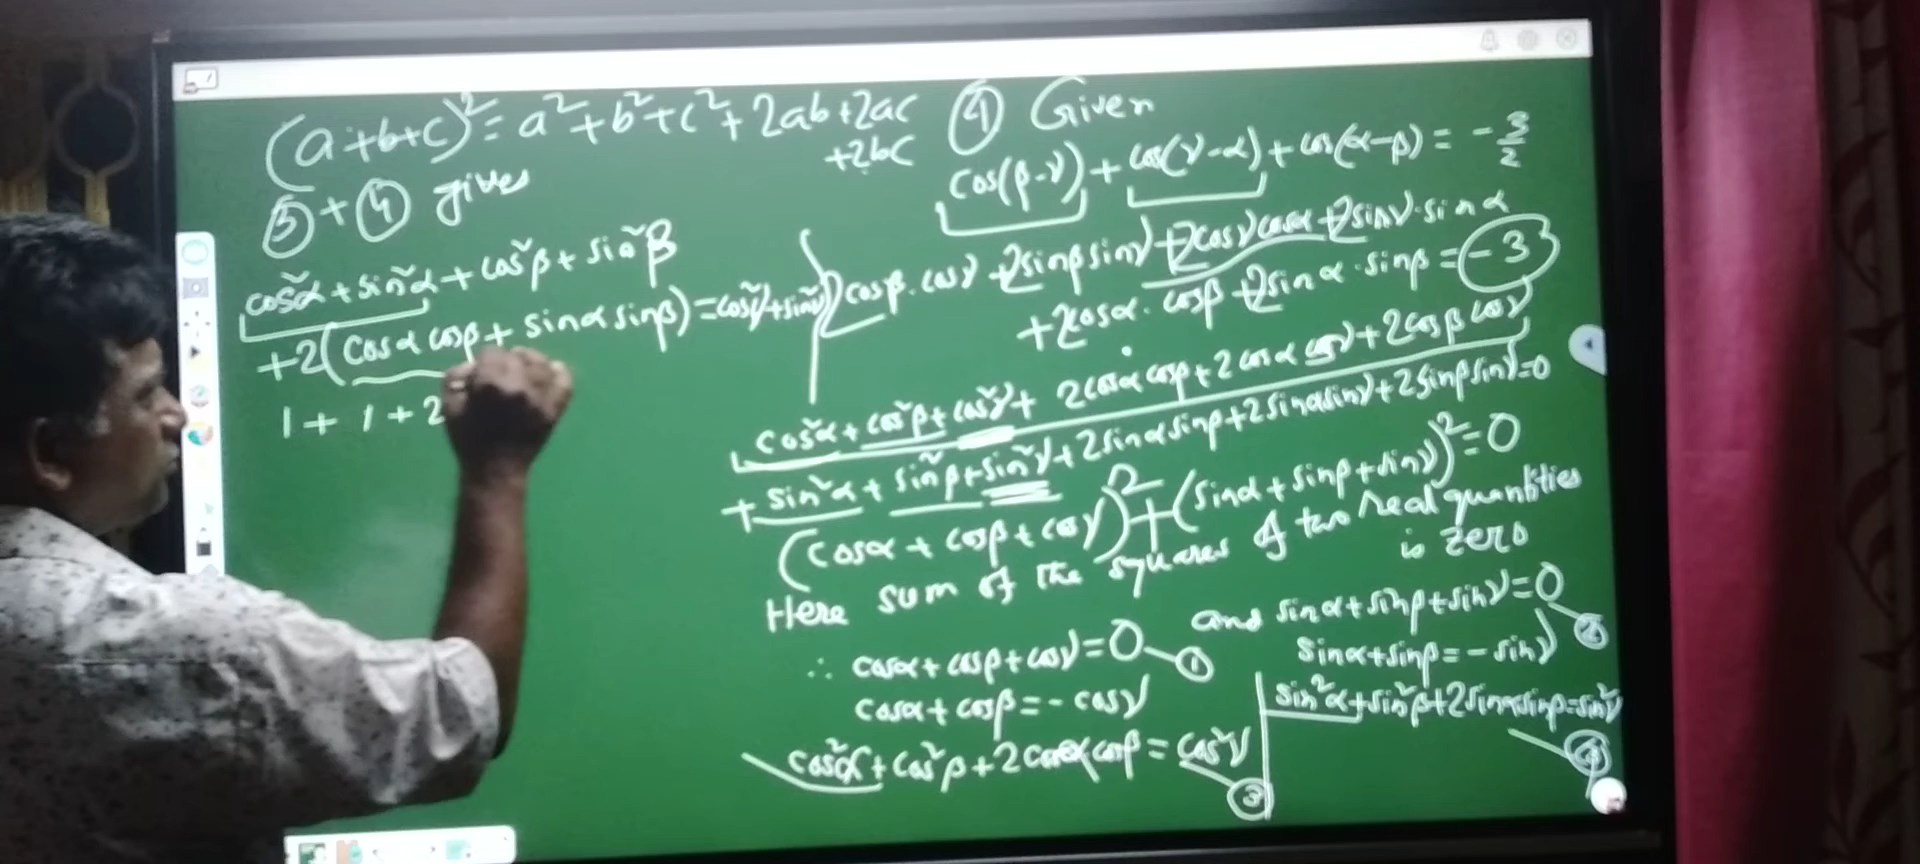 (a+b+c)² = a²+b²+c²+2ab+2ac
+2bc
③ + ④ gives
cos²α + sin²α + cos²β + sin²β
+2(cosα cosβ + sinα sinβ) = cos²γ + sin²γ
1 + 1 + 2
④ Given
cos(β-γ) + cos(γ-α) + cos(α-β) = -3/2
2cosβ.cosγ + 2sinβ sinγ + 2cosγ cosα + 2sinγ.sinα
+2cosα.cosβ + 2sinα.sinβ = -3
cos²α + cos²β + cos²γ + 2cosα cosβ + 2cosα cosγ + 2cosβ cosγ
+ sin²α + sin²β + sin²γ + 2sinα sinβ + 2sinα sinγ + 2sinβ sinγ = 0
(cosα + cosβ + cosγ)² + (sinα + sinβ + sinγ)² = 0
Here sum of the squares of two real quantities
is zero
∴ cosα + cosβ + cosγ = 0 – ① and sinα + sinβ + sinγ = 0 – ②
cosα + cosβ = - cosγ
sinα + sinβ = - sinγ
cos²α + cos²β + 2cosα cosβ = cos²γ – ③
sin²α + sin²β + 2sinα sinβ = sin²γ – ④